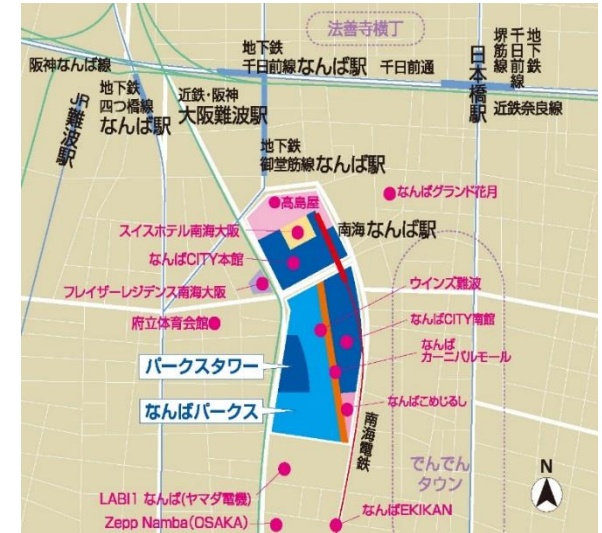 法善寺横丁
地下鉄
千日前線なんば駅
千日前通
日本橋駅
地下鉄
千日前線
堺筋線
阪神なんば線
近鉄奈良線
JR難波駅
地下鉄
四つ橋線
なんば駅
近鉄・阪神
大阪難波駅
地下鉄
御堂筋線なんば駅
なんばグランド花月
高島屋
スイスホテル南海大阪
南海なんば駅
なんばCITY本館
フレイザーレジデンス南海大阪
ウインズ難波
府立体育会館
なんばCITY南館
なんば
カーニバルモール
パークスタワー
なんばこめじるし
なんばパークス
南海電鉄
でんでん
タウン
N
LABI1 なんば(ヤマダ電機)
Zepp Namba(OSAKA)
なんばEKIKAN